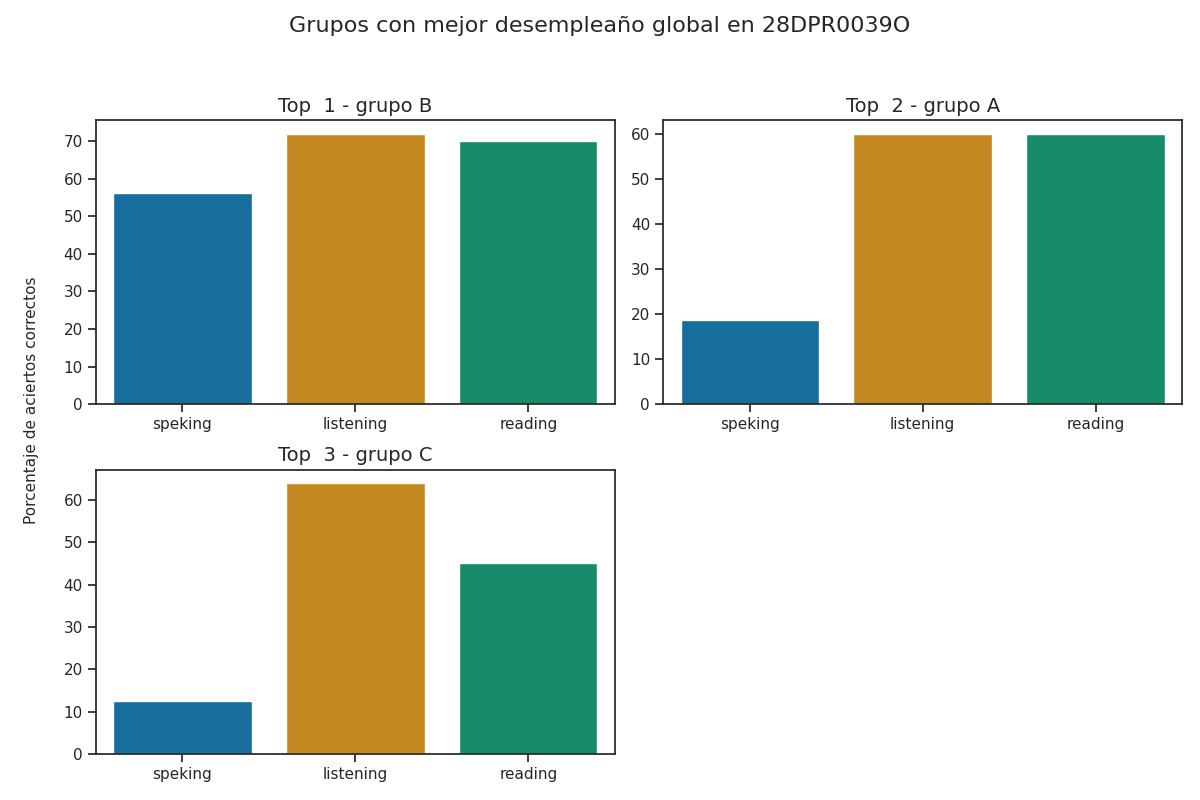 Grupos con mejor desempleaño global en 28DPR0039O
Porcentaje de aciertos correctos
Top  1 - grupo B
70
60
50
40
30
20
10
0
speking listening reading
Top  2 - grupo A
60
50
40
30
20
10
0
speking listening reading
Top  3 - grupo C
60
50
40
30
20
10
0
speking listening reading